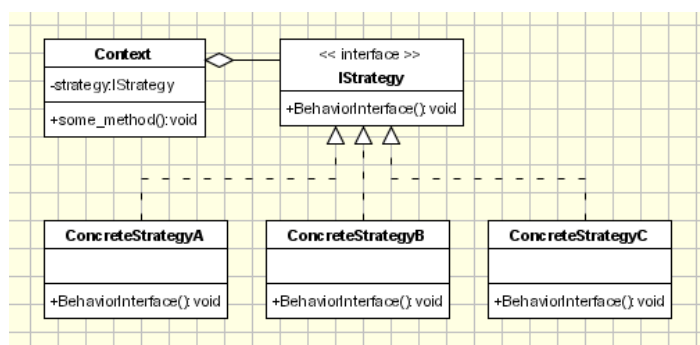 Context
-strategy:IStrategy
+some_method():void
<< interface >>
IStrategy
+BehaviorInterface():void
ConcreteStrategyA
+BehaviorInterface():void
ConcreteStrategyB
+BehaviorInterface():void
ConcreteStrategyC
+BehaviorInterface():void